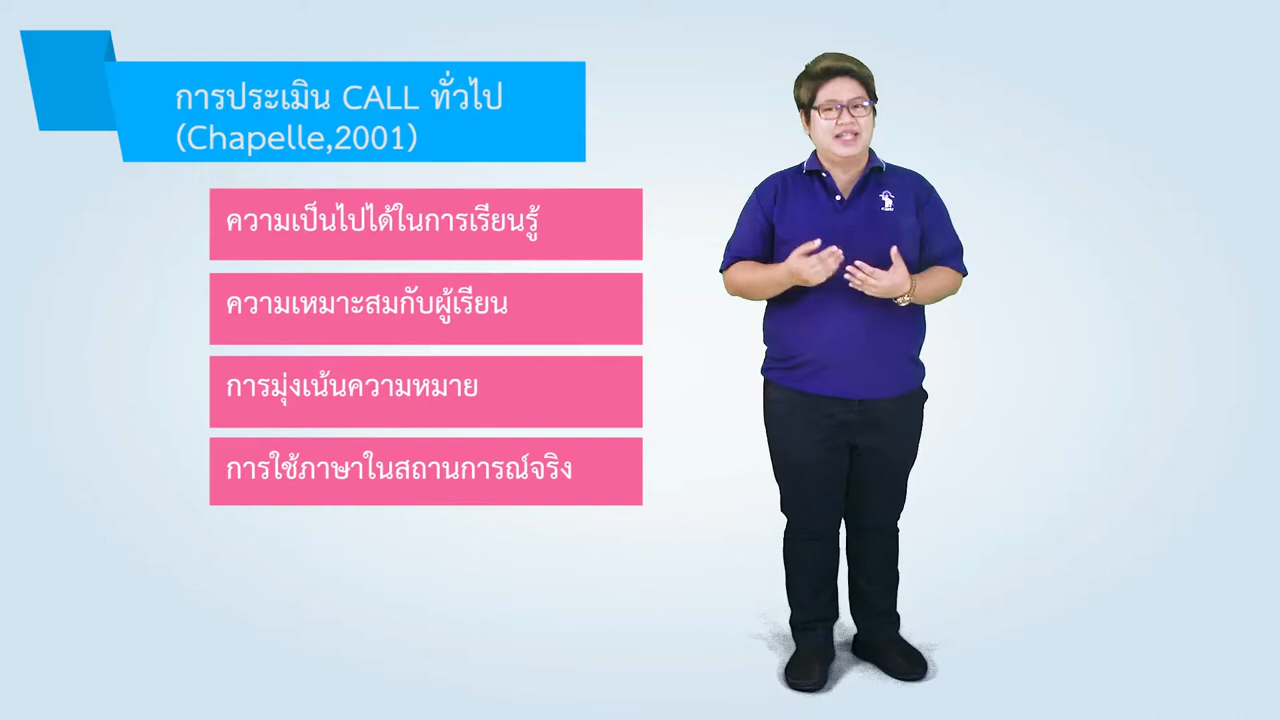 การประเมิน CALL ทั่วไป
(Chapelle,2001)
ความเป็นไปได้ในการเรียนรู้
ความเหมาะสมกับผู้เรียน
การมุ่งเน้นความหมาย
การใช้ภาษาในสถานการณ์จริง